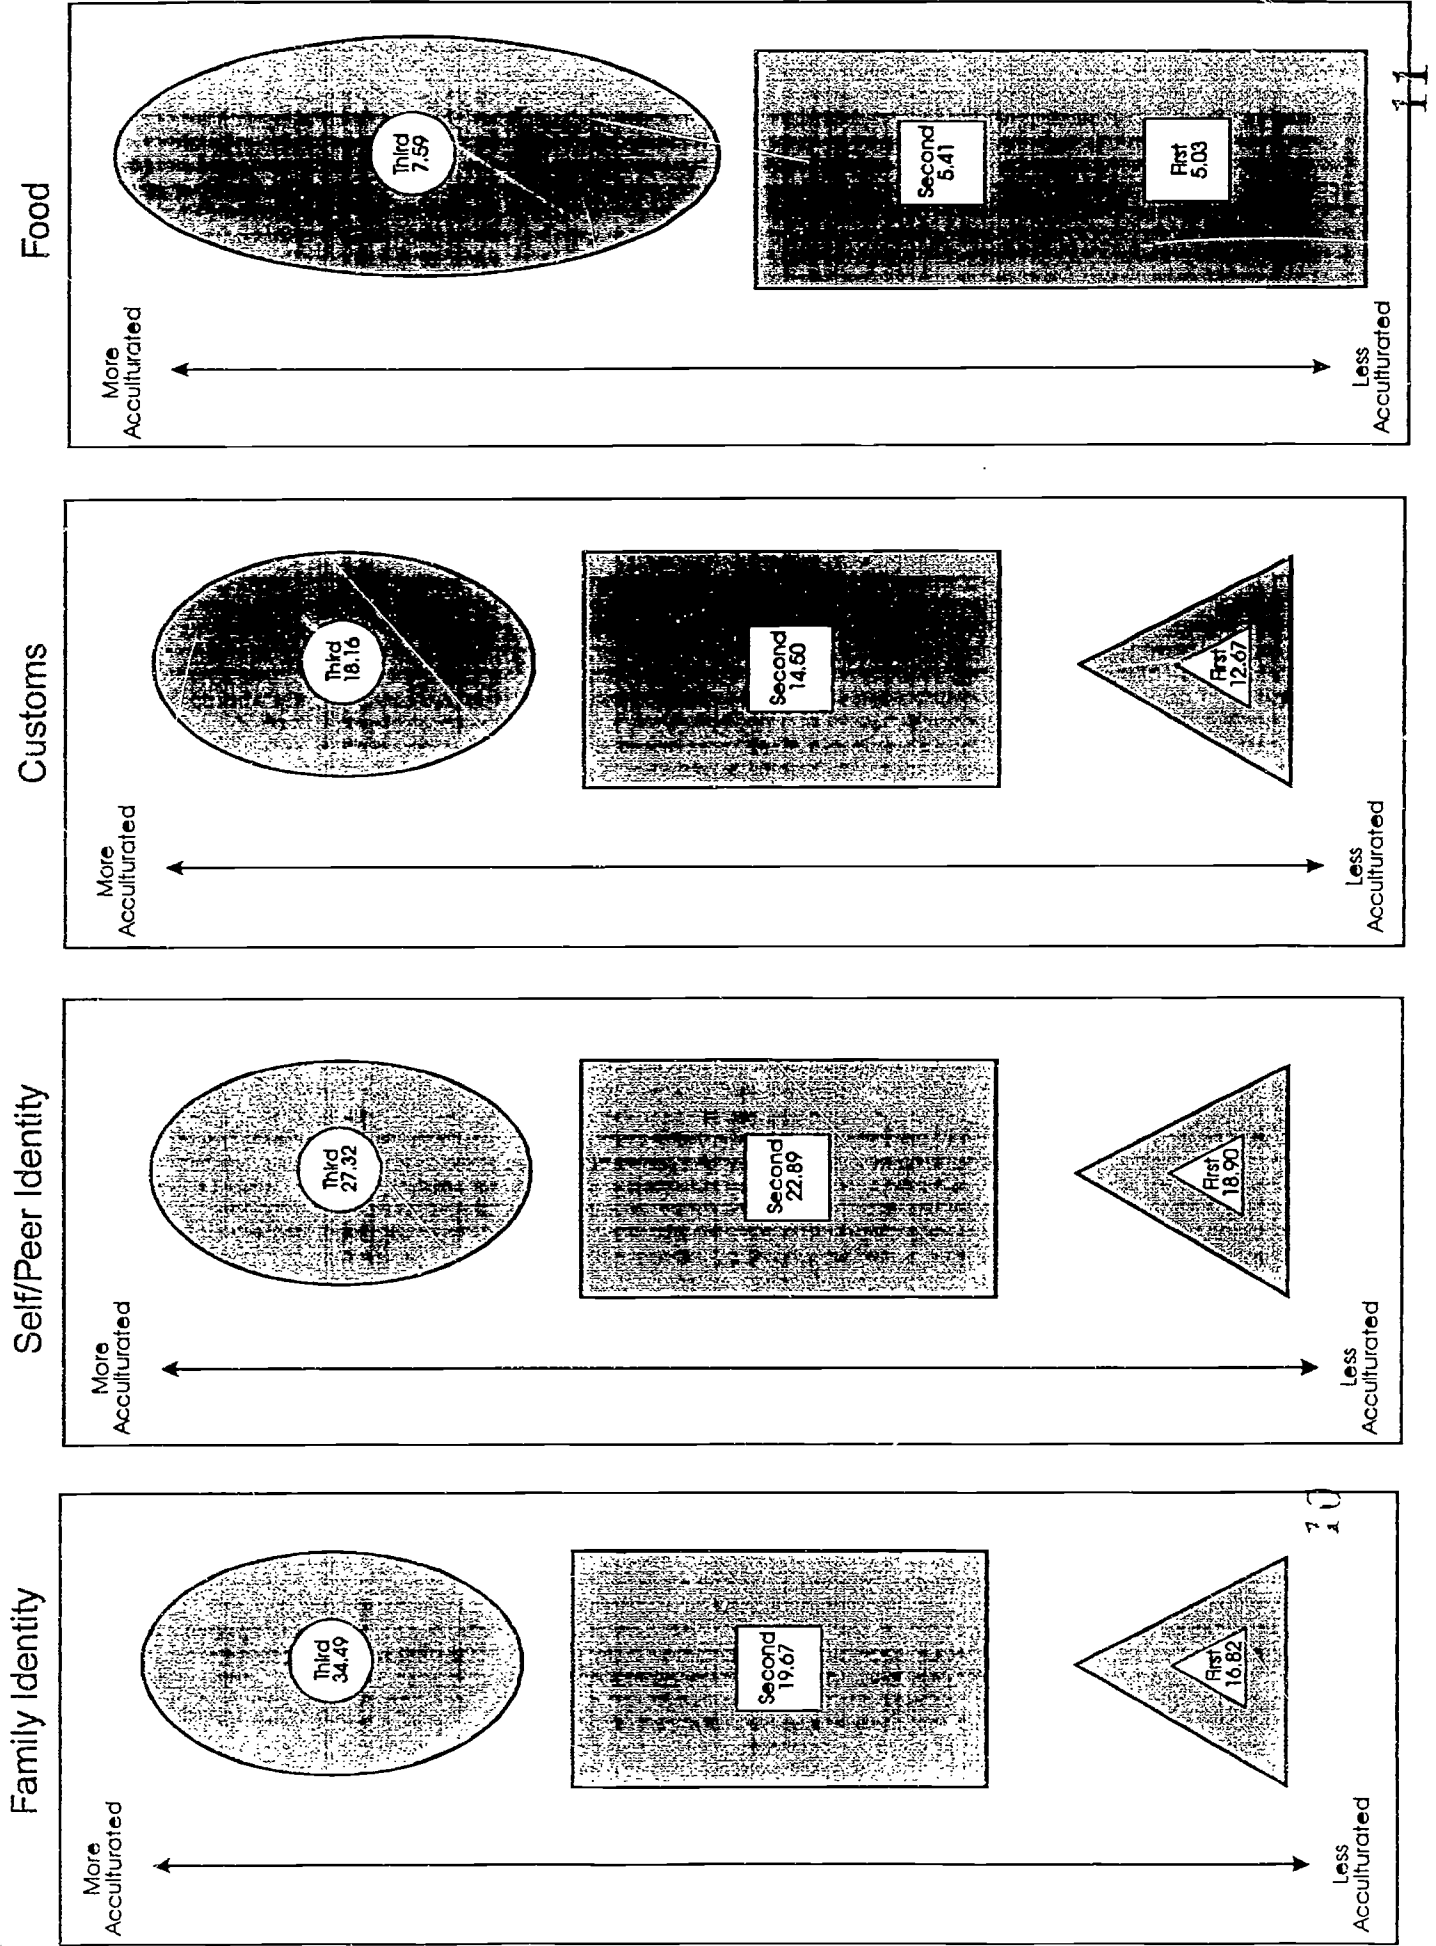 Family Identity
More
Acculturated
Third
34.49
Second
19.67
First
16.82
Less
Acculturated
10
Self/Peer Identity
More
Acculturated
Third
27.32
Second
22.89
First
18.90
Less
Acculturated
Customs
More
Acculturated
Third
18.16
Second
14.50
First
12.67
Less
Acculturated
Food
More
Acculturated
Third
7.59
Second
5.41
First
5.03
Less
Acculturated
11